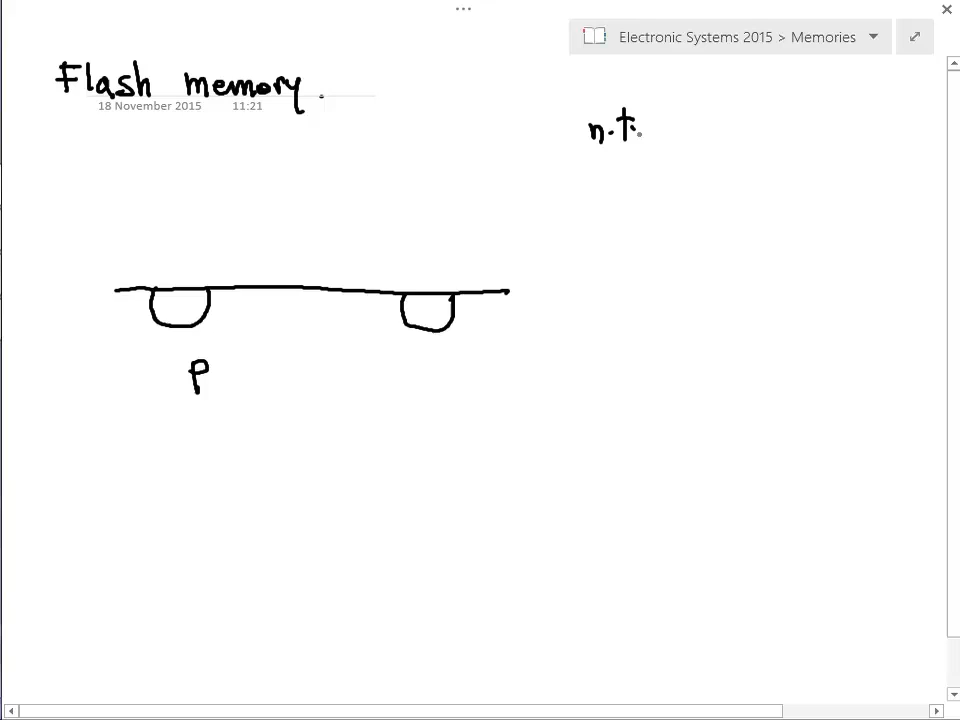 Electronic Systems 2015 > Memories
Flash memory.
18 November 2015 11:21
P